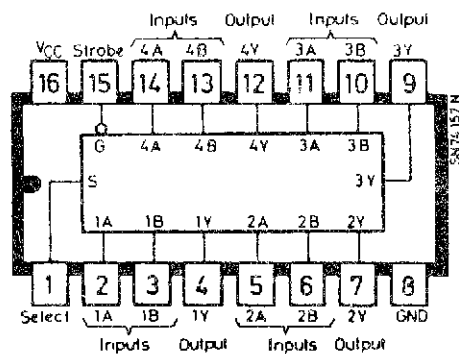 Inputs Output Inputs Output
VCC Strobe 4A 4B 4Y 3A 3B 3Y
16 15 14 13 12 11 10 9
G 4A 4B 4Y 3A 3B
S 3Y
1A 1B 1Y 2A 2B 2Y
1 2 3 4 5 6 7 8
Select 1A 1B 1Y 2A 2B 2Y GND
Inputs Output Inputs Output
SN74157N